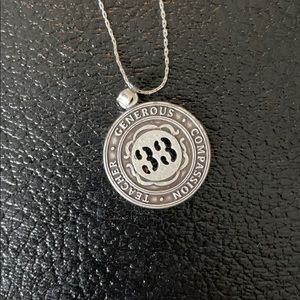 GENEROUS • COMPASSION • TEACHER •
33